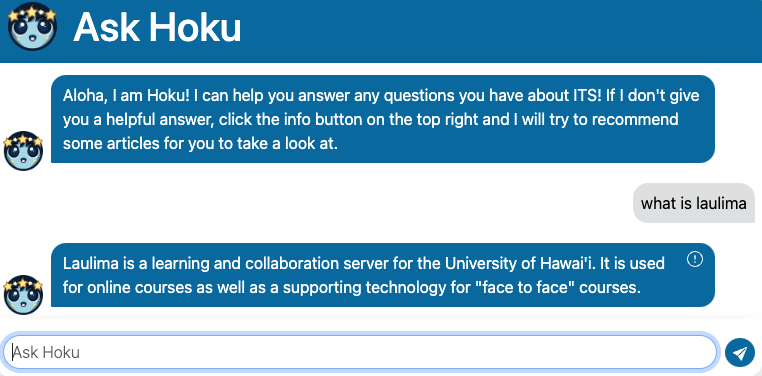 Ask Hoku
Aloha, I am Hoku! I can help you answer any questions you have about ITS! If I don't give
you a helpful answer, click the info button on the top right and I will try to recommend
some articles for you to take a look at.
what is laulima
Laulima is a learning and collaboration server for the University of Hawai'i. It is used
for online courses as well as a supporting technology for "face to face" courses.
Ask Hoku